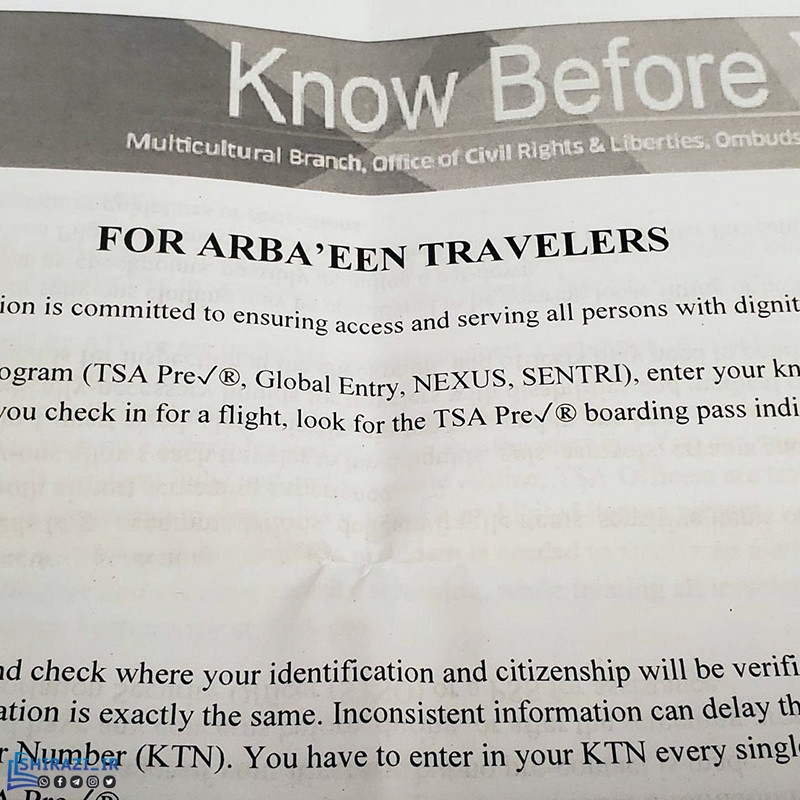 Know Before
Multicultural Branch, Office of Civil Rights & Liberties, Ombuds
FOR ARBA’EEN TRAVELERS
ion is committed to ensuring access and serving all persons with dignit
ogram (TSA Pre✓®, Global Entry, NEXUS, SENTRI), enter your kn
you check in for a flight, look for the TSA Pre✓® boarding pass indi
nd check where your identification and citizenship will be verifi
ation is exactly the same. Inconsistent information can delay th
r Number (KTN). You have to enter in your KTN every single
A Pre✓®
SHIRAZI_IR